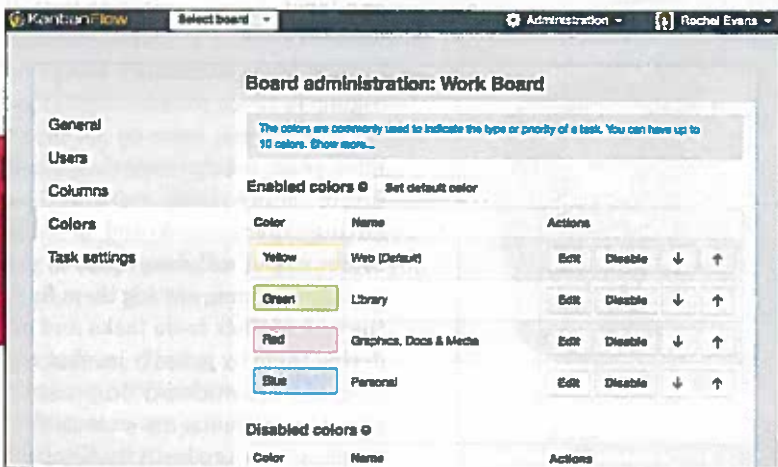 KanbanFlow Select board Administration Rachel Evans
Board administration: Work Board
General
Users
Columns
Colors
Task settings
The colors are commonly used to indicate the type or priority of a task. You can have up to
10 colors. Show more...
Enabled colors Set default color
Color Name Actions
Yellow Web (Default) Edit Disable ↓ ↑
Green Library Edit Disable ↓ ↑
Red Graphics, Docs & Media Edit Disable ↓ ↑
Blue Personal Edit Disable ↓ ↑
Disabled colors
Color Name Actions